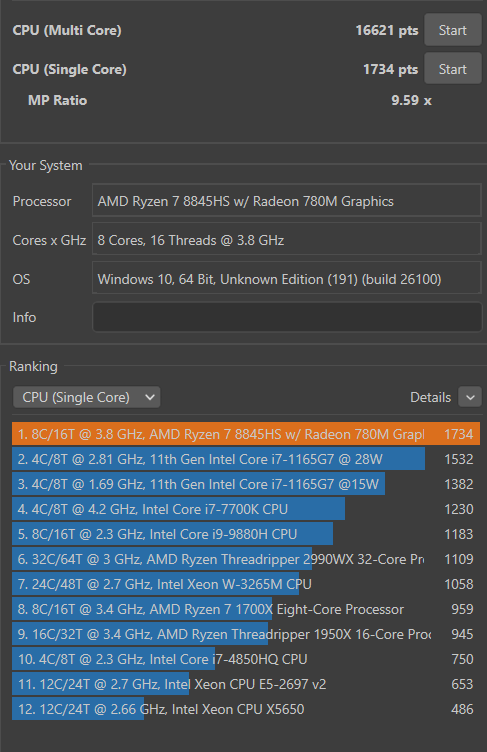 CPU (Multi Core) 16621 pts Start
CPU (Single Core) 1734 pts Start
MP Ratio 9.59 x
Your System
Processor AMD Ryzen 7 8845HS w/ Radeon 780M Graphics
Cores x GHz 8 Cores, 16 Threads @ 3.8 GHz
OS Windows 10, 64 Bit, Unknown Edition (191) (build 26100)
Info
Ranking
CPU (Single Core) Details
1. 8C/16T @ 3.8 GHz, AMD Ryzen 7 8845HS w/ Radeon 780M Grapl 1734
2. 4C/8T @ 2.81 GHz, 11th Gen Intel Core i7-1165G7 @ 28W 1532
3. 4C/8T @ 1.69 GHz, 11th Gen Intel Core i7-1165G7 @15W 1382
4. 4C/8T @ 4.2 GHz, Intel Core i7-7700K CPU 1230
5. 8C/16T @ 2.3 GHz, Intel Core i9-9880H CPU 1183
6. 32C/64T @ 3 GHz, AMD Ryzen Threadripper 2990WX 32-Core Pr 1109
7. 24C/48T @ 2.7 GHz, Intel Xeon W-3265M CPU 1058
8. 8C/16T @ 3.4 GHz, AMD Ryzen 7 1700X Eight-Core Processor 959
9. 16C/32T @ 3.4 GHz, AMD Ryzen Threadripper 1950X 16-Core Pro 945
10. 4C/8T @ 2.3 GHz, Intel Core i7-4850HQ CPU 750
11. 12C/24T @ 2.7 GHz, Intel Xeon CPU E5-2697 v2 653
12. 12C/24T @ 2.66 GHz, Intel Xeon CPU X5650 486